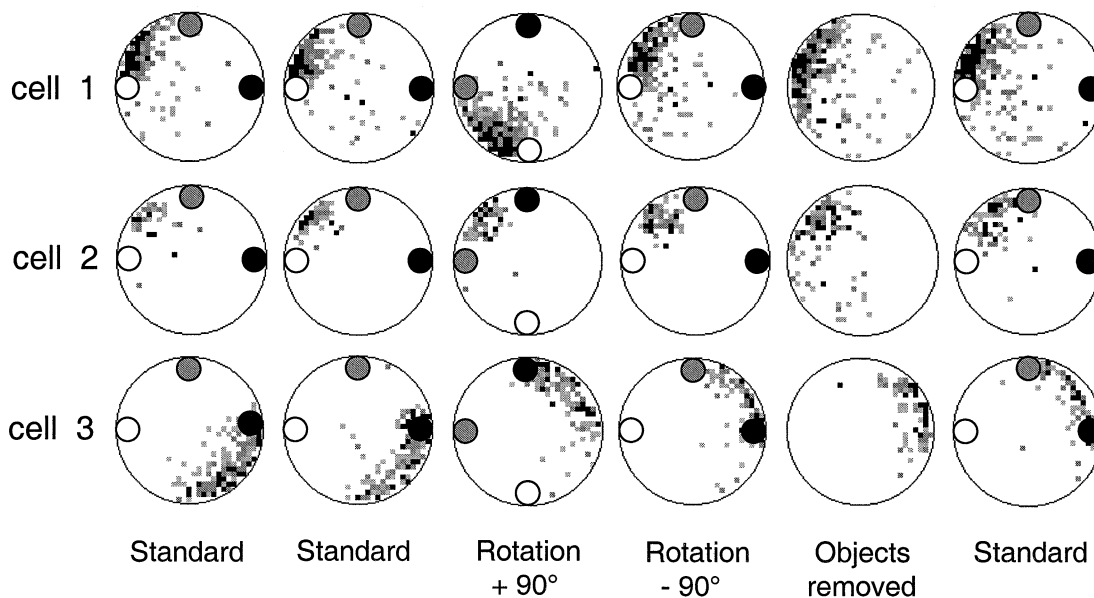 cell 1
cell 2
cell 3
Standard Standard Rotation Rotation Objects Standard
+ 90° - 90° removed